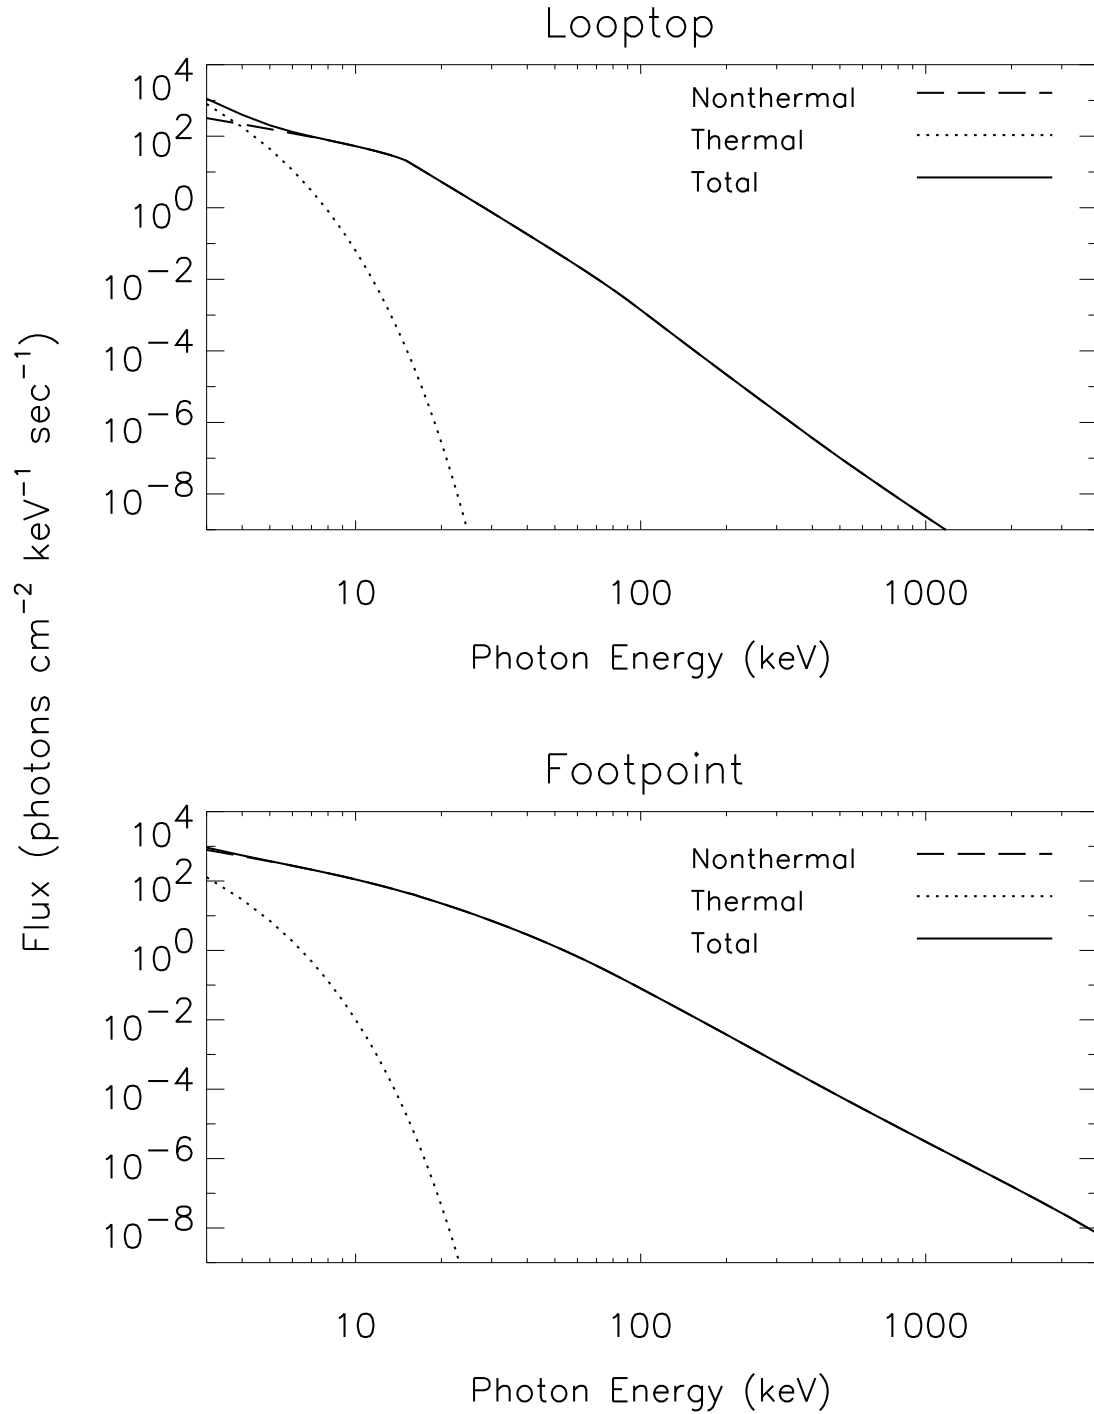 Looptop
10^4
10^2
10^0
10^−2
10^−4
10^−6
10^−8
Nonthermal
Thermal
Total
10 100 1000
Photon Energy (keV)
Flux (photons cm^−2 keV^−1 sec^−1)
Footpoint
10^4
10^2
10^0
10^−2
10^−4
10^−6
10^−8
Nonthermal
Thermal
Total
10 100 1000
Photon Energy (keV)